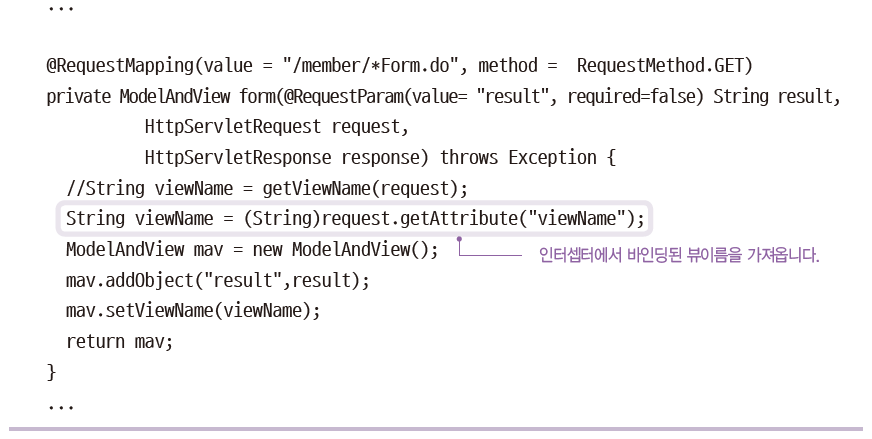 ...
@RequestMapping(value = "/member/*Form.do", method =  RequestMethod.GET)
private ModelAndView form(@RequestParam(value= "result", required=false) String result,
HttpServletRequest request,
HttpServletResponse response) throws Exception {
//String viewName = getViewName(request);
String viewName = (String)request.getAttribute("viewName");
ModelAndView mav = new ModelAndView();
인터셉터에서 바인딩된 뷰이름을 가져옵니다.
mav.addObject("result",result);
mav.setViewName(viewName);
return mav;
}
...